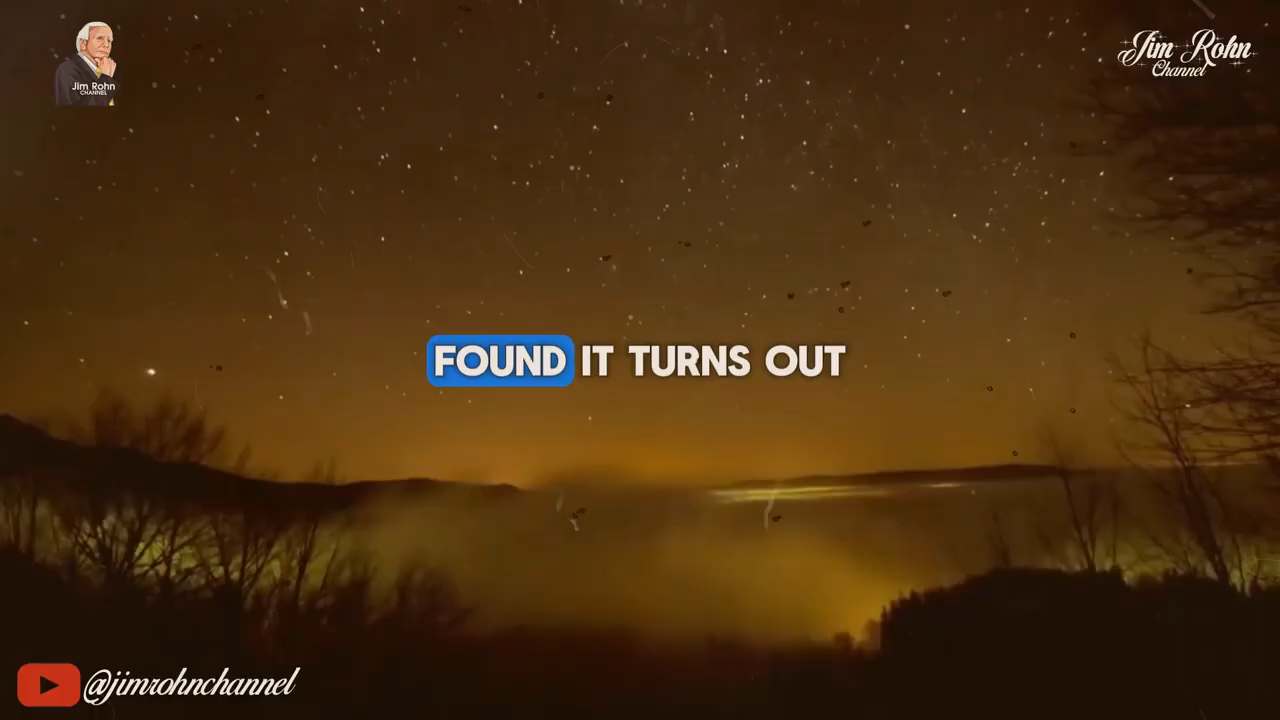 Jim Rohn
CHANNEL
Jim Rohn
Channel
FOUND IT TURNS OUT
@jimrohnchannel